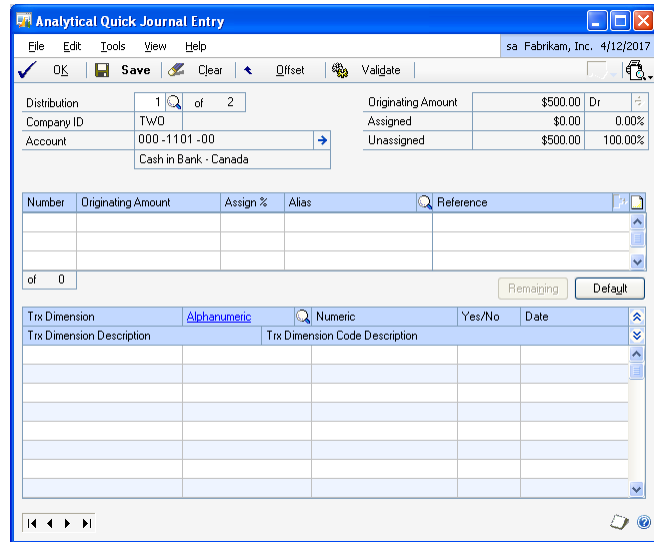 Analytical Quick Journal Entry
File Edit Tools View Help sa Fabrikam, Inc. 4/12/2017
OK Save Clear Offset Validate
Distribution 1 of 2 Originating Amount $500.00 Dr
Company ID TWO Assigned $0.00 0.00%
Account 000 -1101 -00 Unassigned $500.00 100.00%
Cash in Bank - Canada
Number Originating Amount Assign % Alias Reference
of 0
Remaining Default
Trx Dimension Alphanumeric Numeric Yes/No Date
Trx Dimension Description Trx Dimension Code Description